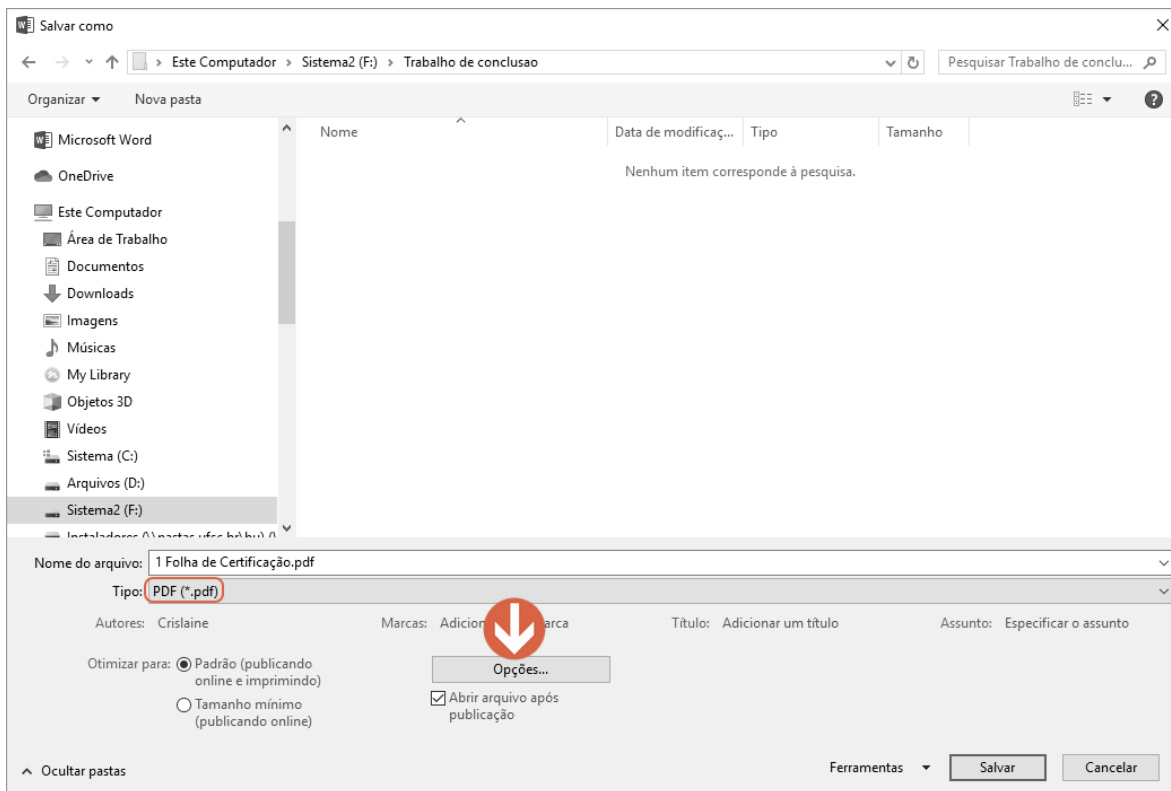 Salvar como
Este Computador > Sistema2 (F:) > Trabalho de conclusao
Pesquisar Trabalho de conclu...
Organizar
Nova pasta
Microsoft Word
OneDrive
Este Computador
Área de Trabalho
Documentos
Downloads
Imagens
Músicas
My Library
Objetos 3D
Vídeos
Sistema (C:)
Arquivos (D:)
Sistema2 (F:)
Instaladores
Nome
Data de modificaç...
Tipo
Tamanho
Nenhum item corresponde à pesquisa.
Nome do arquivo: 1 Folha de Certificação.pdf
Tipo: PDF (*.pdf)
Autores: Crislaine
Marcas:
Título: Adicionar um título
Assunto: Especificar o assunto
Otimizar para: Padrão (publicando
online e imprimindo)
Tamanho mínimo
(publicando online)
Opções...
Abrir arquivo após
publicação
Ocultar pastas
Ferramentas
Salvar
Cancelar